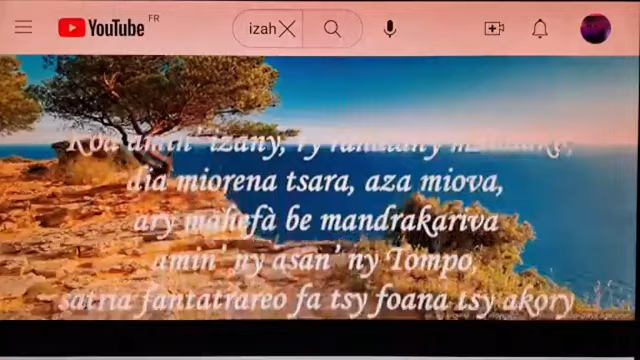 YouTube FR
izah
Koa amin' izany, ry
dia miorena tsara, aza miova,
ary mahefà be mandrakariva
amin' ny asan' ny Tompo,
satria fantatrareo fa tsy foana tsy akory